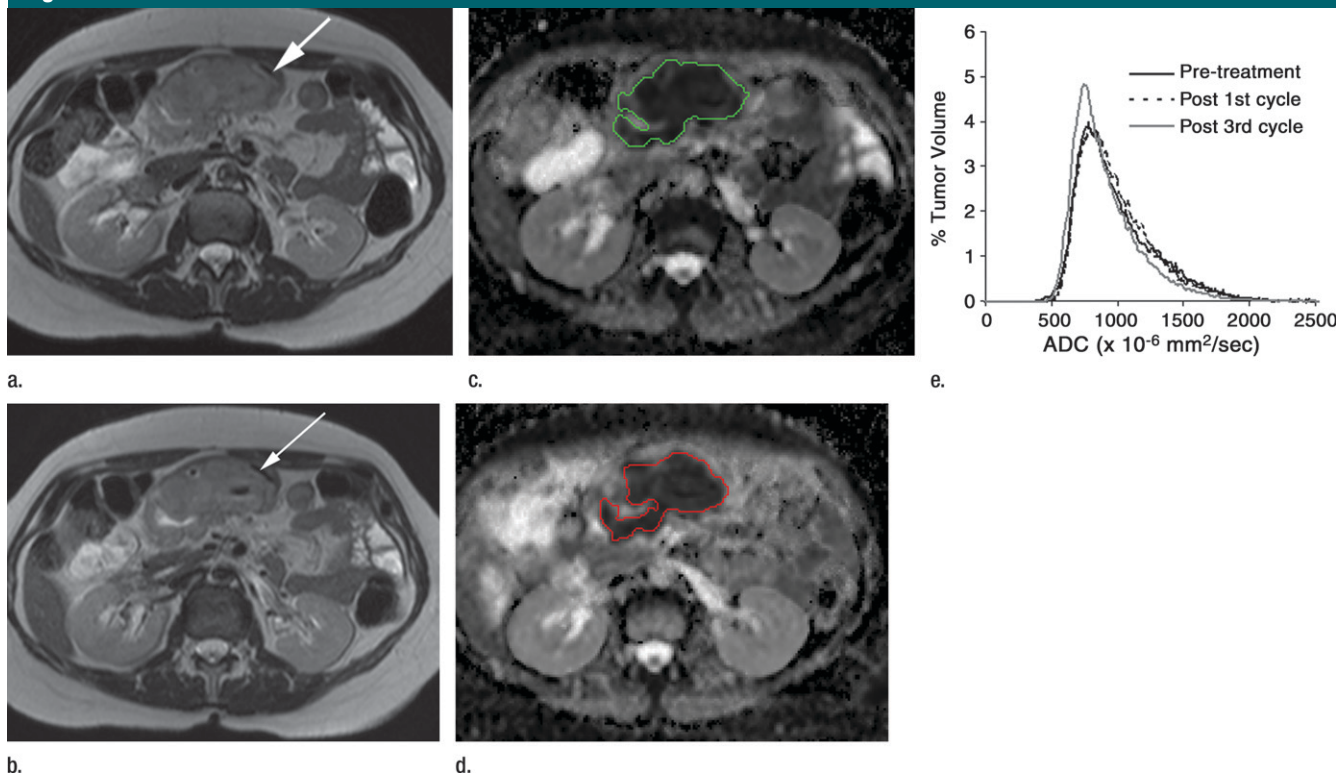 6
5
4
3
2
1
0
% Tumor Volume
Pre-treatment
Post 1st cycle
Post 3rd cycle
0 500 1000 1500 2000 2500
ADC (x 10-6 mm2/sec)
a.
c.
e.
b.
d.